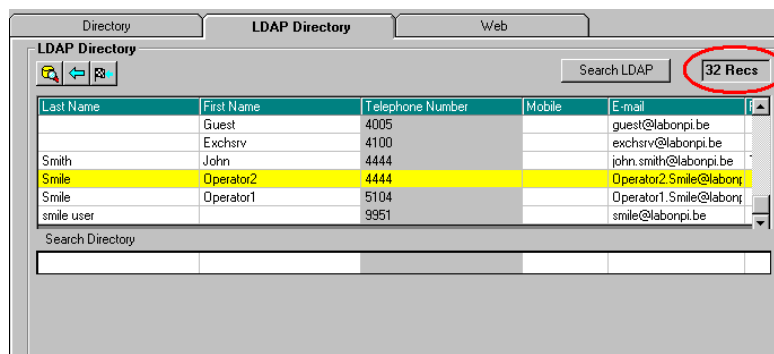 Directory LDAP Directory Web
LDAP Directory
Search LDAP 32 Recs
Last Name First Name Telephone Number Mobile E-mail
Guest 4005 guest@labonpi.be
Exchsrv 4100 exchsrv@labonpi.be
Smith John 4444 john.smith@labonpi.be
Smile Operator2 4444 Operator2.Smile@labonp
Smile Operator1 5104 Operator1.Smile@labonp
smile user 9951 smile@labonpi.be
Search Directory